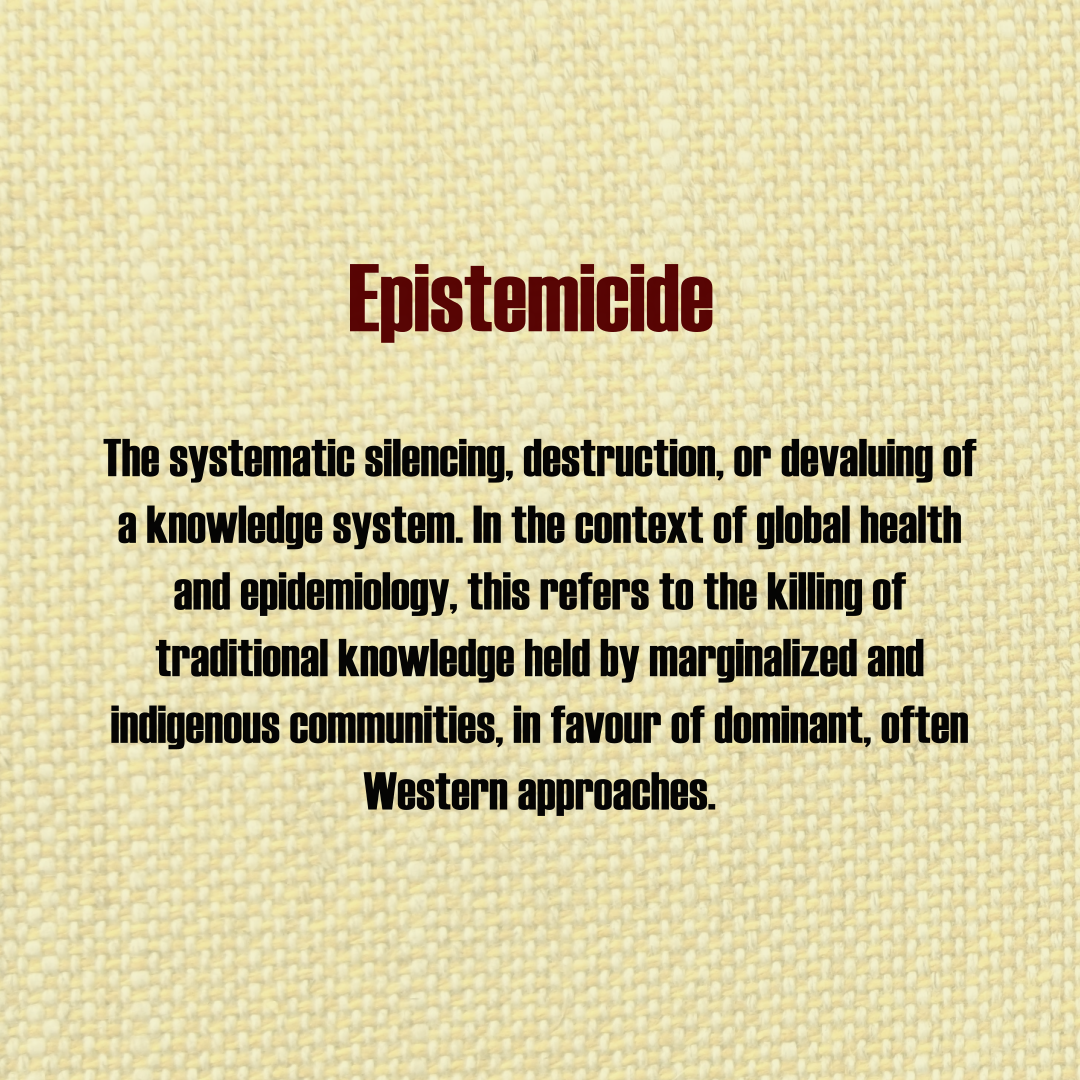 Epistemicide
The systematic silencing, destruction, or devaluing of
a knowledge system. In the context of global health
and epidemiology, this refers to the killing of
traditional knowledge held by marginalized and
indigenous communities, in favour of dominant, often
Western approaches.